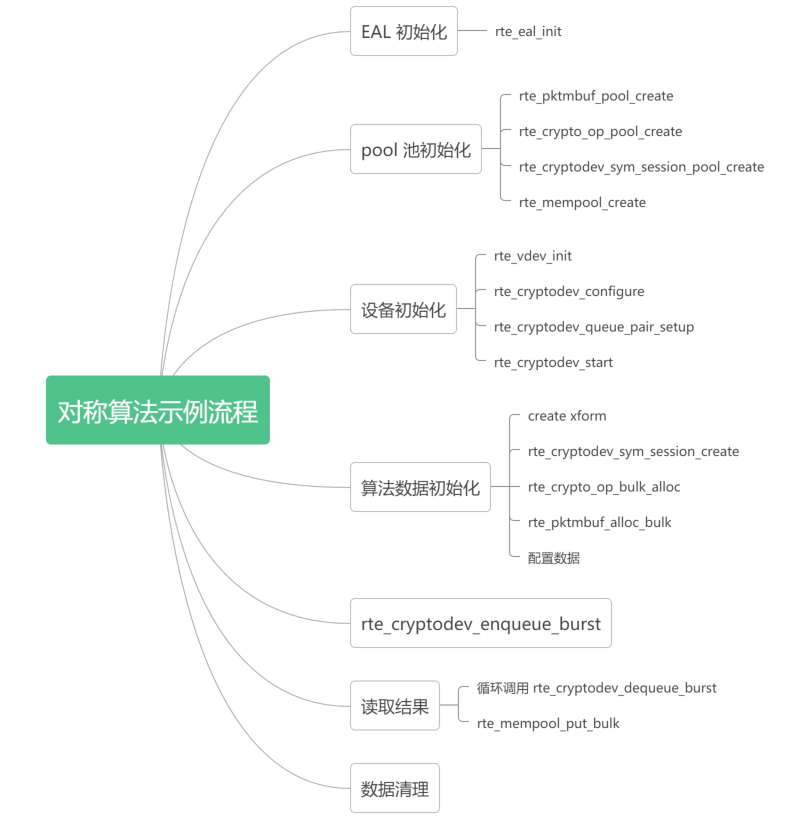 对称算法示例流程
EAL 初始化
rte_eal_init
pool 池初始化
rte_pktmbuf_pool_create
rte_crypto_op_pool_create
rte_cryptodev_sym_session_pool_create
rte_mempool_create
设备初始化
rte_vdev_init
rte_cryptodev_configure
rte_cryptodev_queue_pair_setup
rte_cryptodev_start
算法数据初始化
create xform
rte_cryptodev_sym_session_create
rte_crypto_op_bulk_alloc
rte_pktmbuf_alloc_bulk
配置数据
rte_cryptodev_enqueue_burst
读取结果
循环调用 rte_cryptodev_dequeue_burst
rte_mempool_put_bulk
数据清理